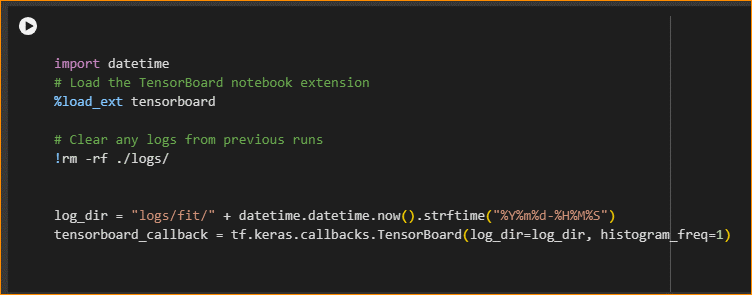 import datetime
# Load the TensorBoard notebook extension
%load_ext tensorboard
# Clear any logs from previous runs
!rm -rf ./logs/
log_dir = "logs/fit/" + datetime.datetime.now().strftime("%Y%m%d-%H%M%S")
tensorboard_callback = tf.keras.callbacks.TensorBoard(log_dir=log_dir, histogram_freq=1)